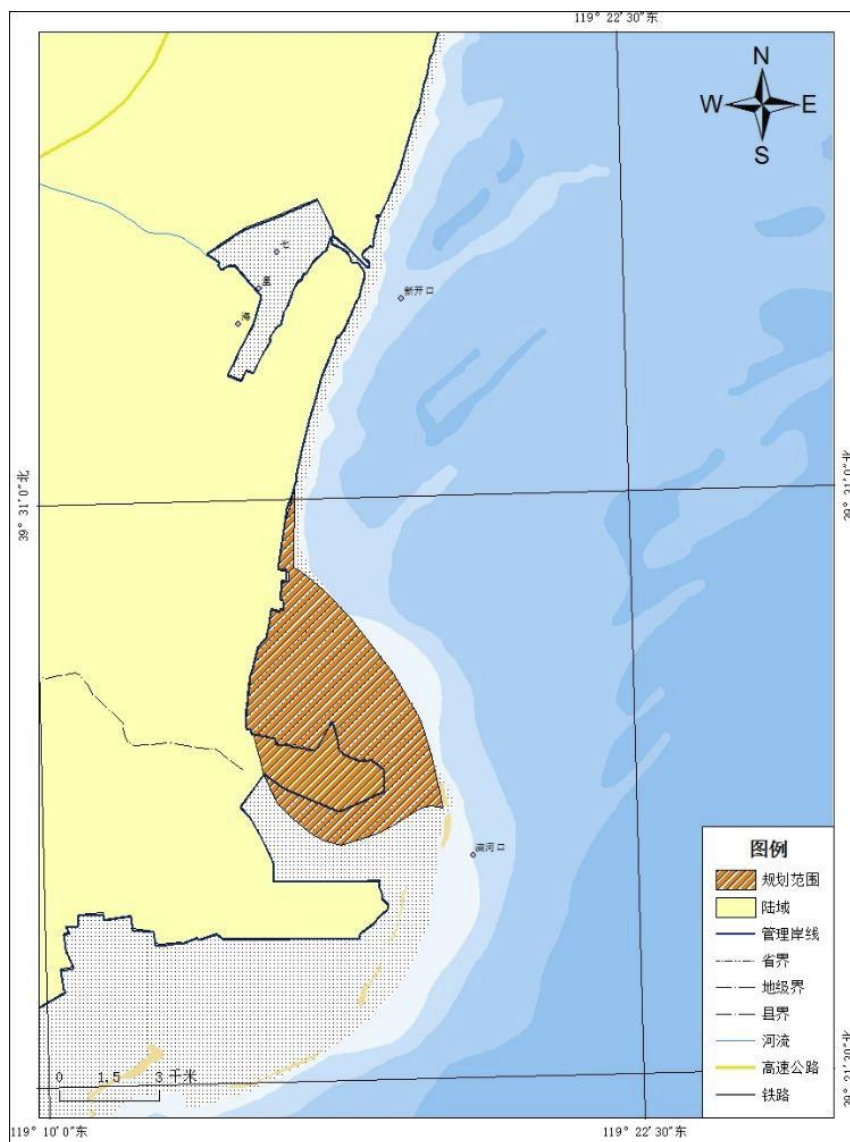 119° 22′30″东
N
W E
S
七
里
海
新开口
39° 31′0″北
39° 31′0″北
滦河口
图例
规划范围
陆域
管理岸线
省界
地级界
县界
河流
高速公路
铁路
0 1.5 3 千米
119° 10′0″东
119° 22′30″东